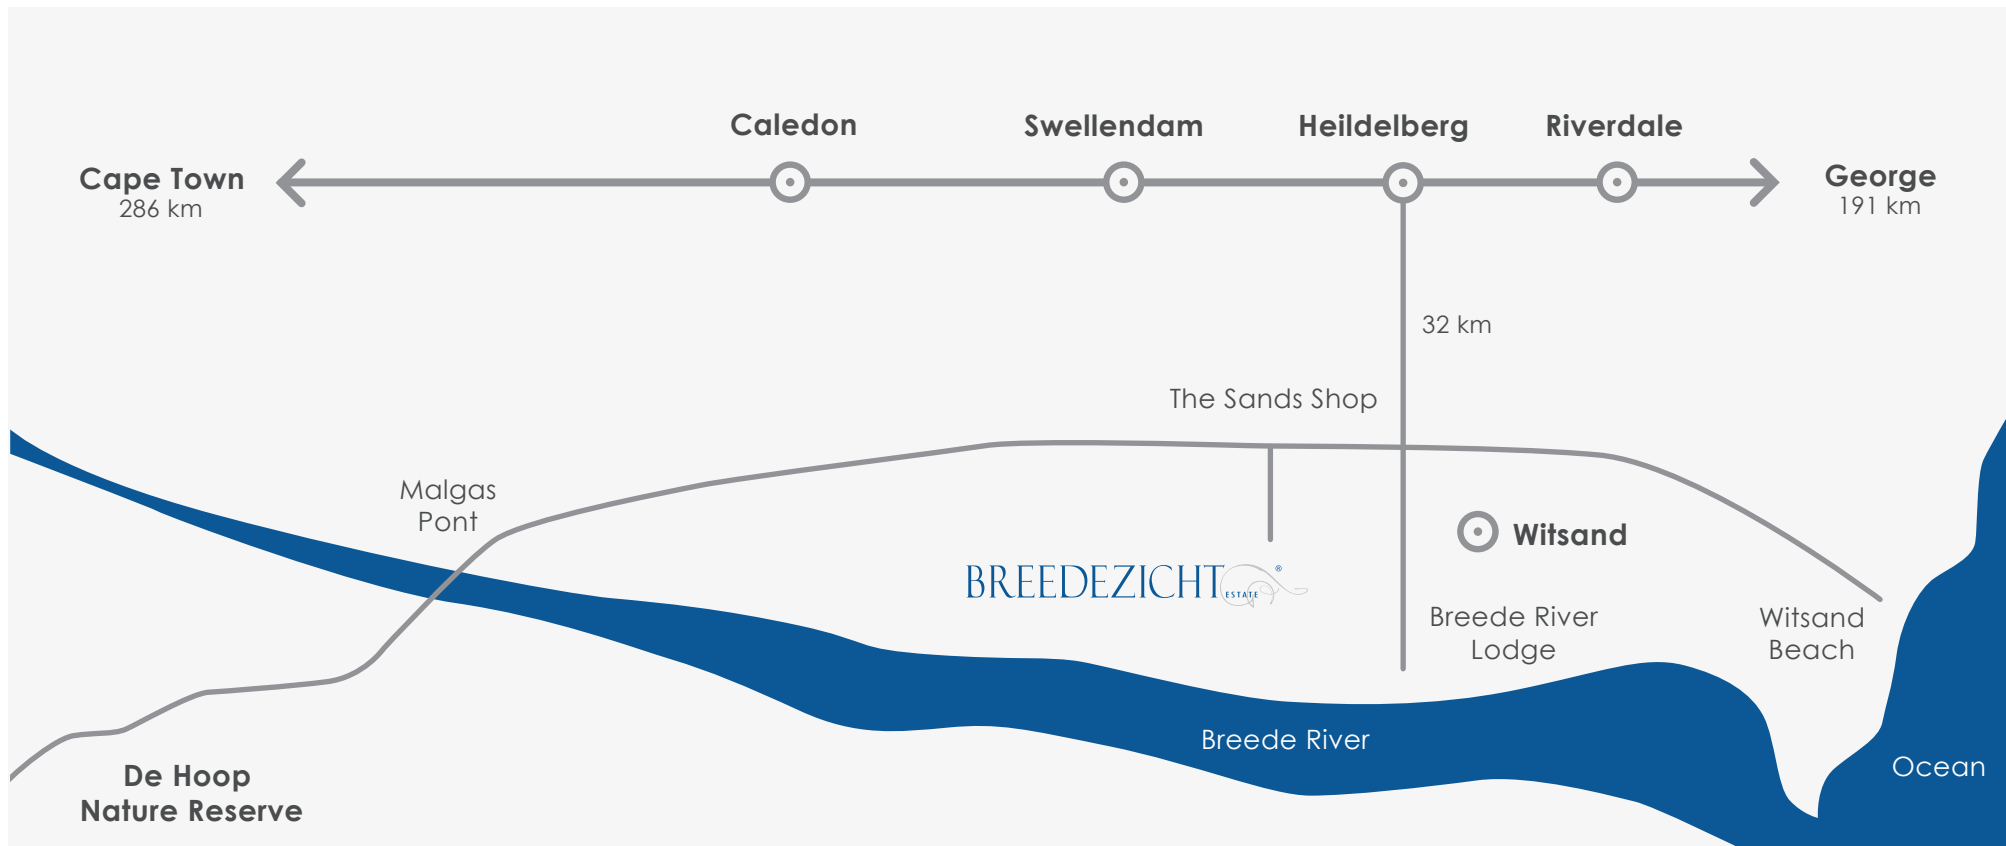 Caledon
Swellendam
Heildelberg
Riverdale
Cape Town
286 km
George
191 km
32 km
The Sands Shop
Malgas
Pont
Witsand
BREEDEZICHT®
ESTATE
Breede River
Lodge
Witsand
Beach
Breede River
Ocean
De Hoop
Nature Reserve